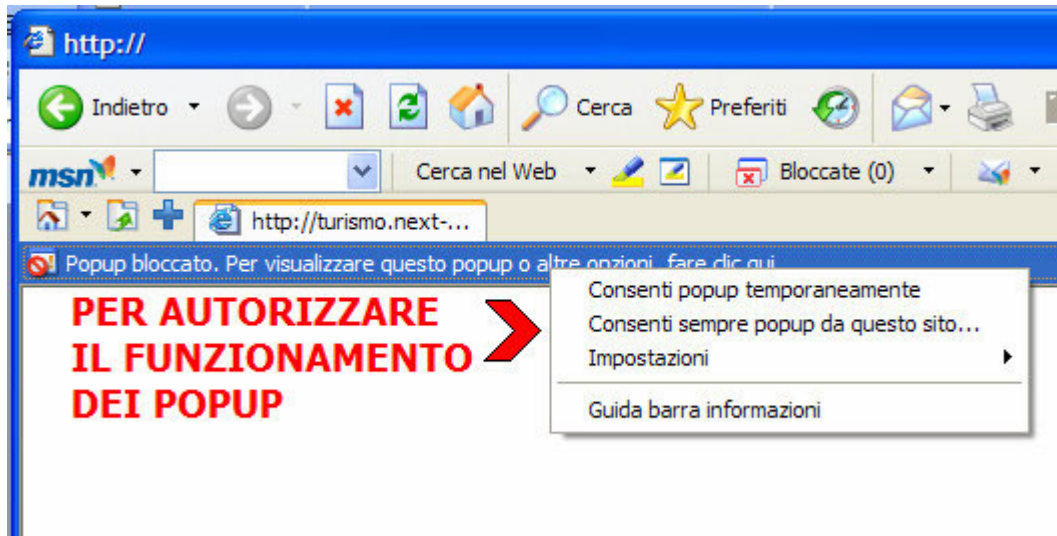 http://
Indietro Cerca Preferiti
msn Cerca nel Web Bloccate (0)
http://turismo.next-...
Popup bloccato. Per visualizzare questo popup o altre opzioni, fare clic qui
PER AUTORIZZARE
IL FUNZIONAMENTO
DEI POPUP
Consenti popup temporaneamente
Consenti sempre popup da questo sito...
Impostazioni
Guida barra informazioni